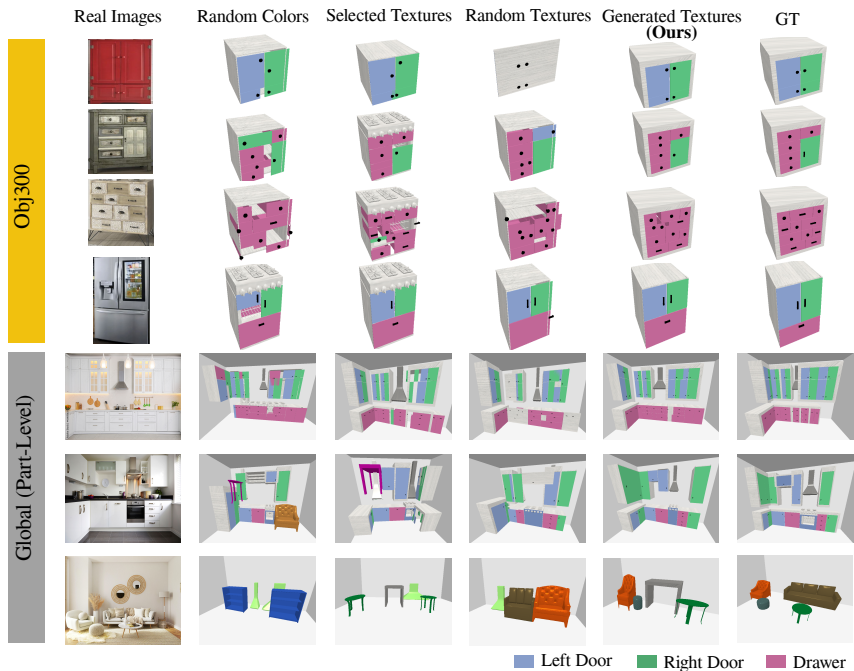 Real Images
Random Colors
Selected Textures
Random Textures
Generated Textures
(Ours)
GT
Obj300
Global (Part-Level)
Left Door
Right Door
Drawer